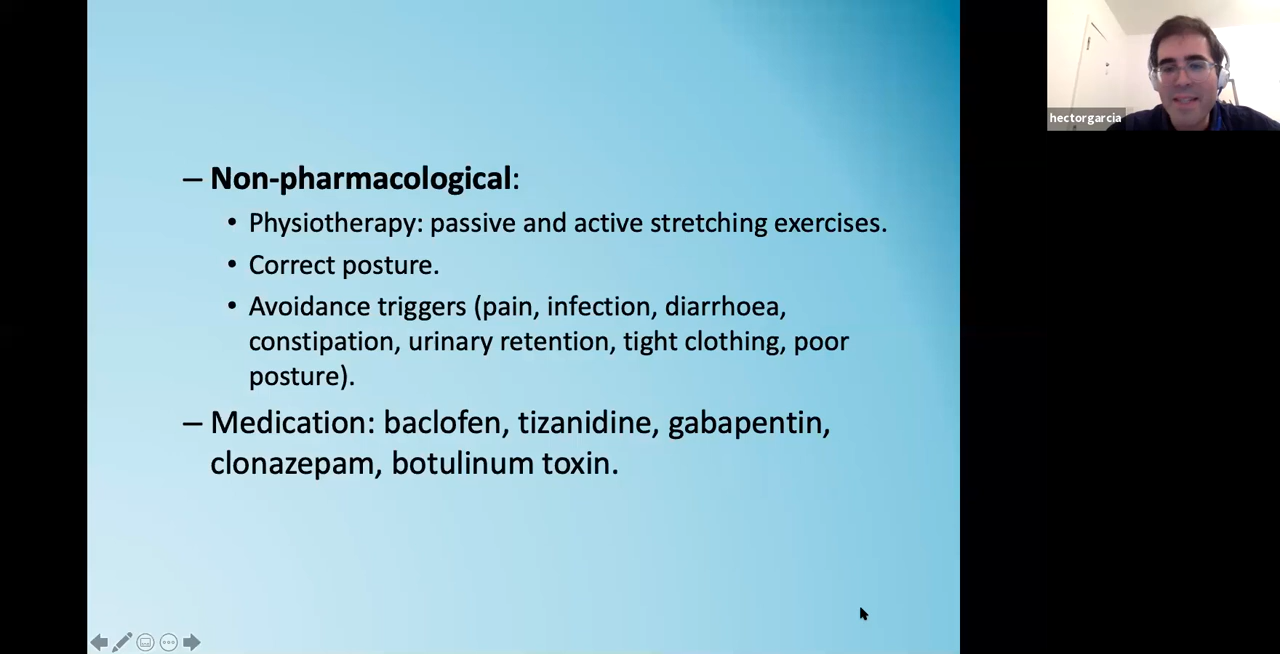 – Non-pharmacological:
• Physiotherapy: passive and active stretching exercises.
• Correct posture.
• Avoidance triggers (pain, infection, diarrhoea,
constipation, urinary retention, tight clothing, poor
posture).
– Medication: baclofen, tizanidine, gabapentin,
clonazepam, botulinum toxin.
hectorgarcia